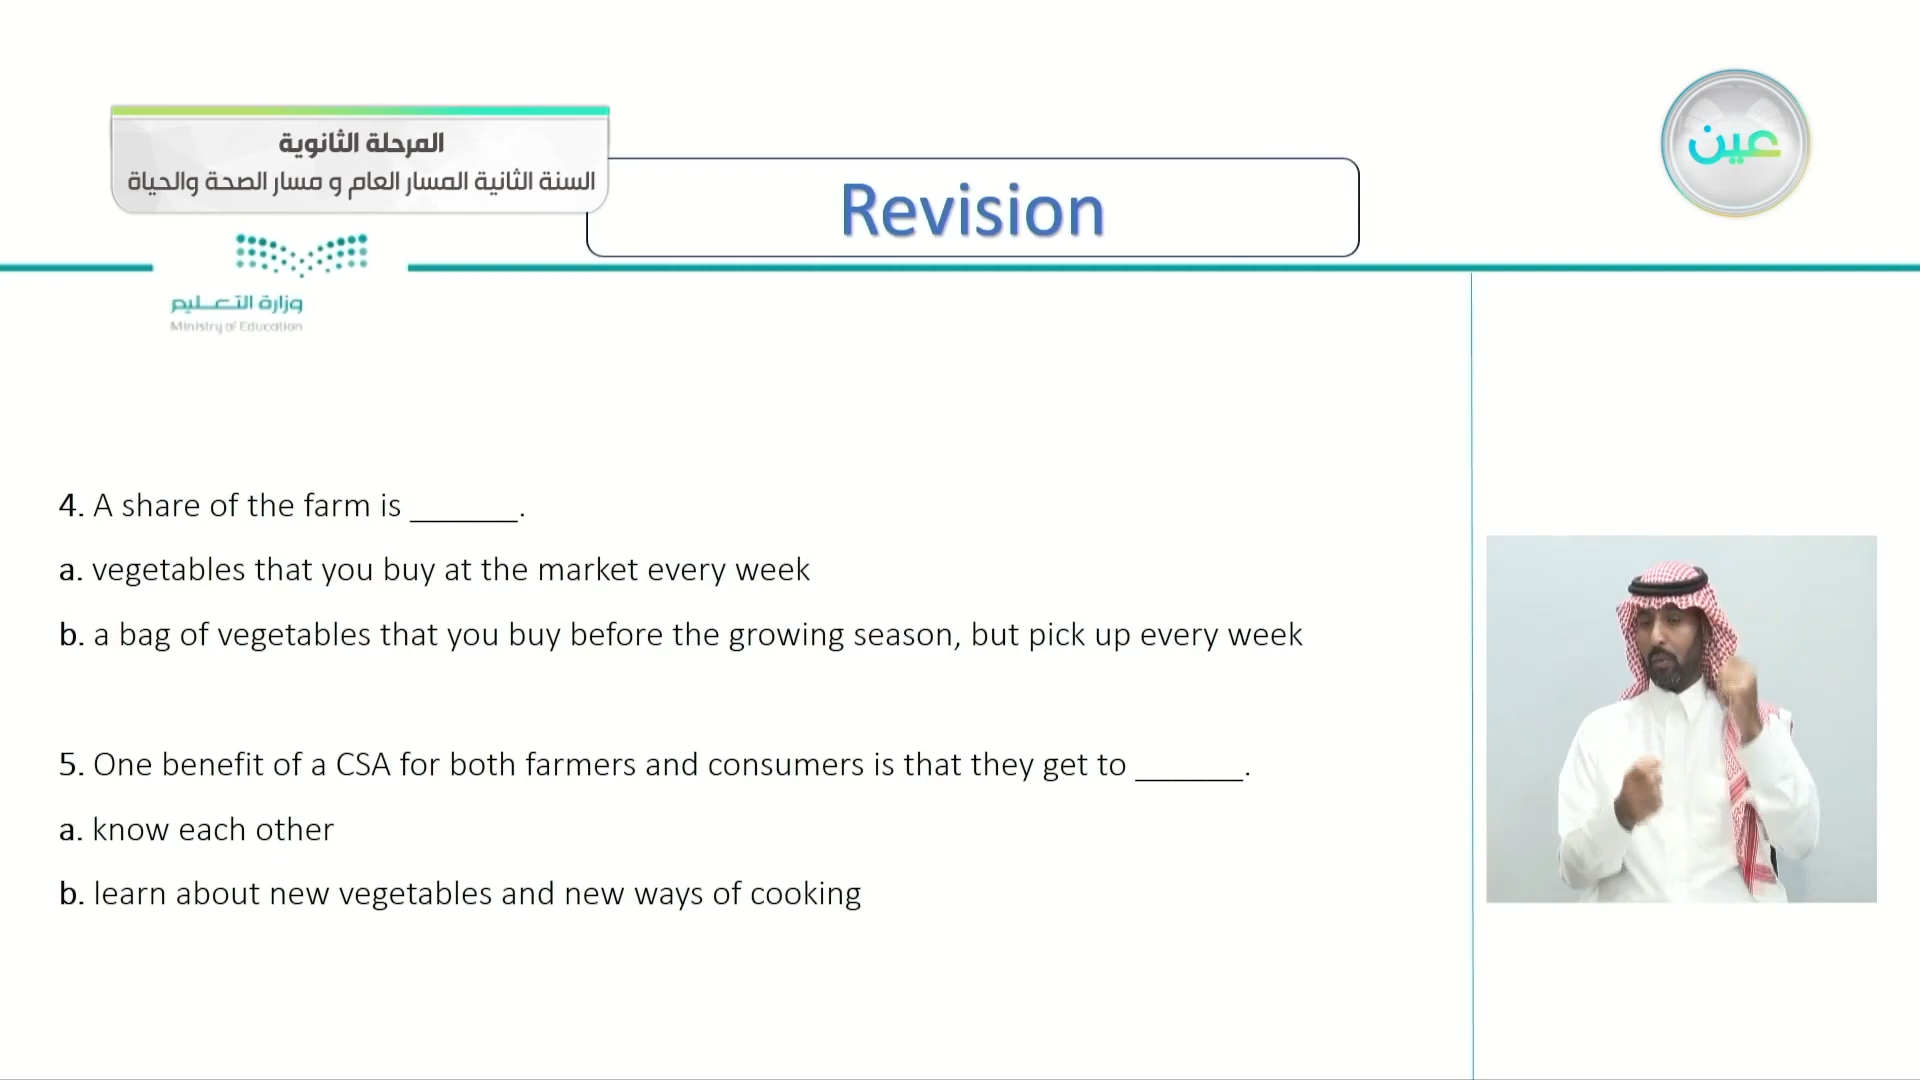 المرحلة الثانوية
السنة الثانية المسار العام و مسار الصحة والحياة
Revision
عين
وزارة التعليم
Ministry of Education
4. A share of the farm is ______.
a. vegetables that you buy at the market every week
b. a bag of vegetables that you buy before the growing season, but pick up every week
5. One benefit of a CSA for both farmers and consumers is that they get to ______.
a. know each other
b. learn about new vegetables and new ways of cooking